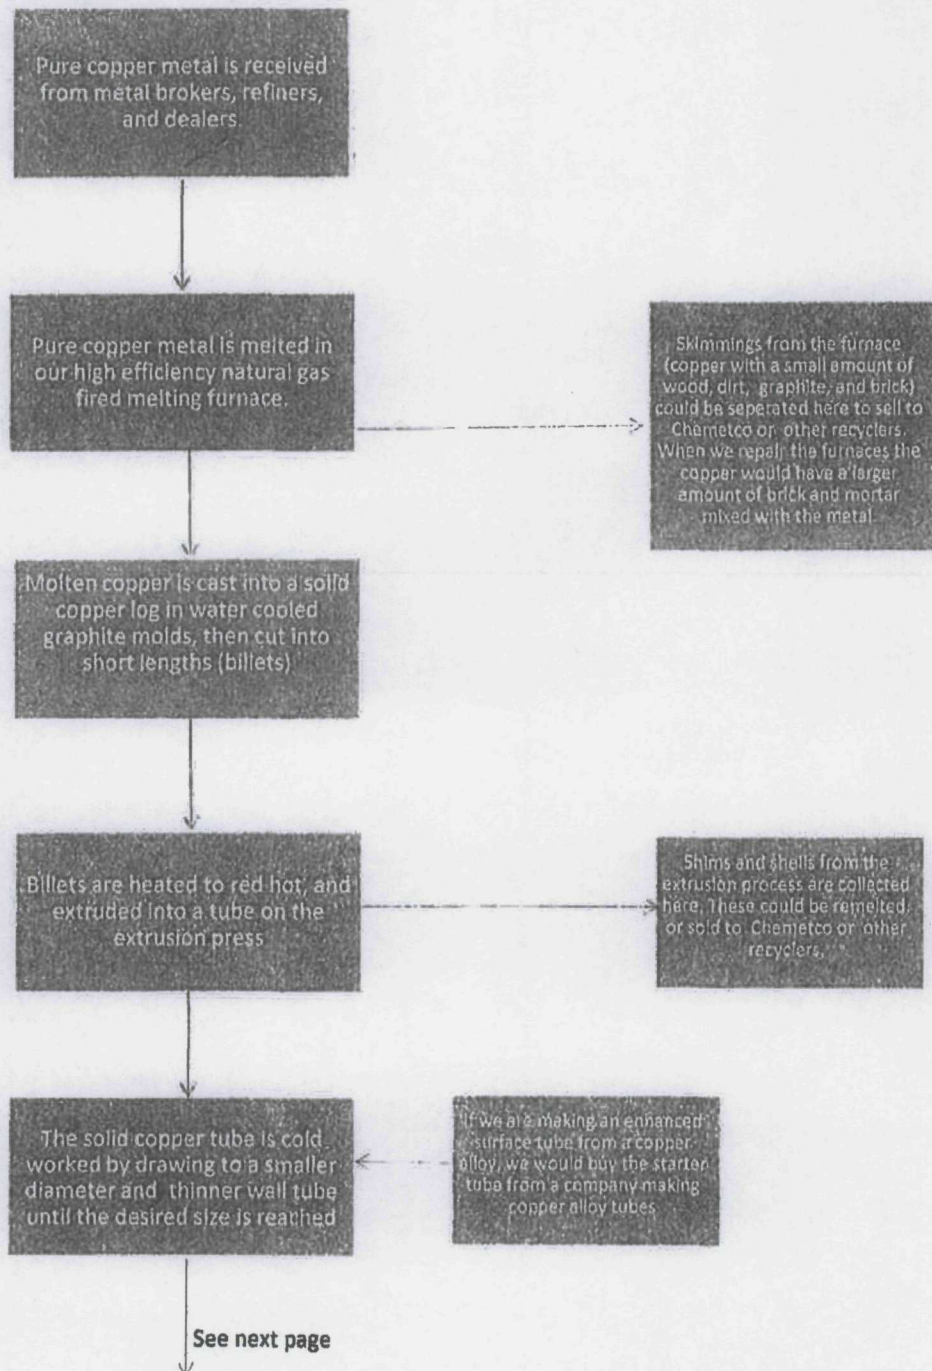 Pure copper metal is received
from metal brokers, refiners,
and dealers.
Pure copper metal is melted in
our high efficiency natural gas
fired melting furnace.
Skimmings from the furnace
(copper with a small amount of
wood, dirt, graphite, and brick)
could be seperated here to sell to
Chemetco or other recyclers.
When we repair the furnaces the
copper would have a larger
amount of brick and mortar
mixed with the metal
Molten copper is cast into a solid
copper log in water cooled
graphite molds, then cut into
short lengths (billets)
Billets are heated to red hot, and
extruded into a tube on the
extrusion press
Shims and shells from the
extrusion process are collected
here. These could be remelted,
or sold to Chemetco or other
recyclers.
The solid copper tube is cold
worked by drawing to a smaller
diameter and thinner wall tube
until the desired size is reached
If we are making an enhanced
surface tube from a copper
alloy, we would buy the starter
tube from a company making
copper alloy tubes
See next page